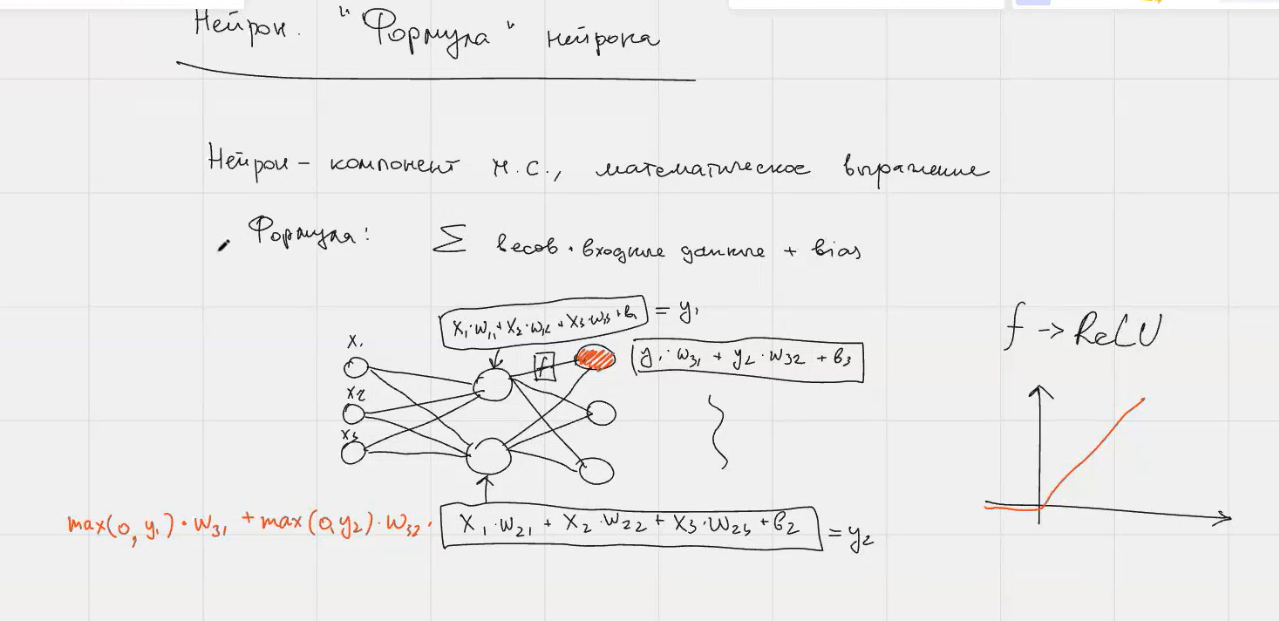 Нейрон. "Формула" нейрона
Нейрон - компонент н.с., математическое выражение
Формула: Σ весов · входные данные + bias
x₁·w₁₁ + x₂·w₁₂ + x₃·w₁₃ + b₁ = y₁
f → ReLU
x₁
f
y₁·w₃₁ + y₂·w₃₂ + b₃
x₂
x₃
max(0, y₁)·w₃₁ + max(0, y₂)·w₃₂·
x₁·w₂₁ + x₂·w₂₂ + x₃·w₂₃ + b₂ = y₂